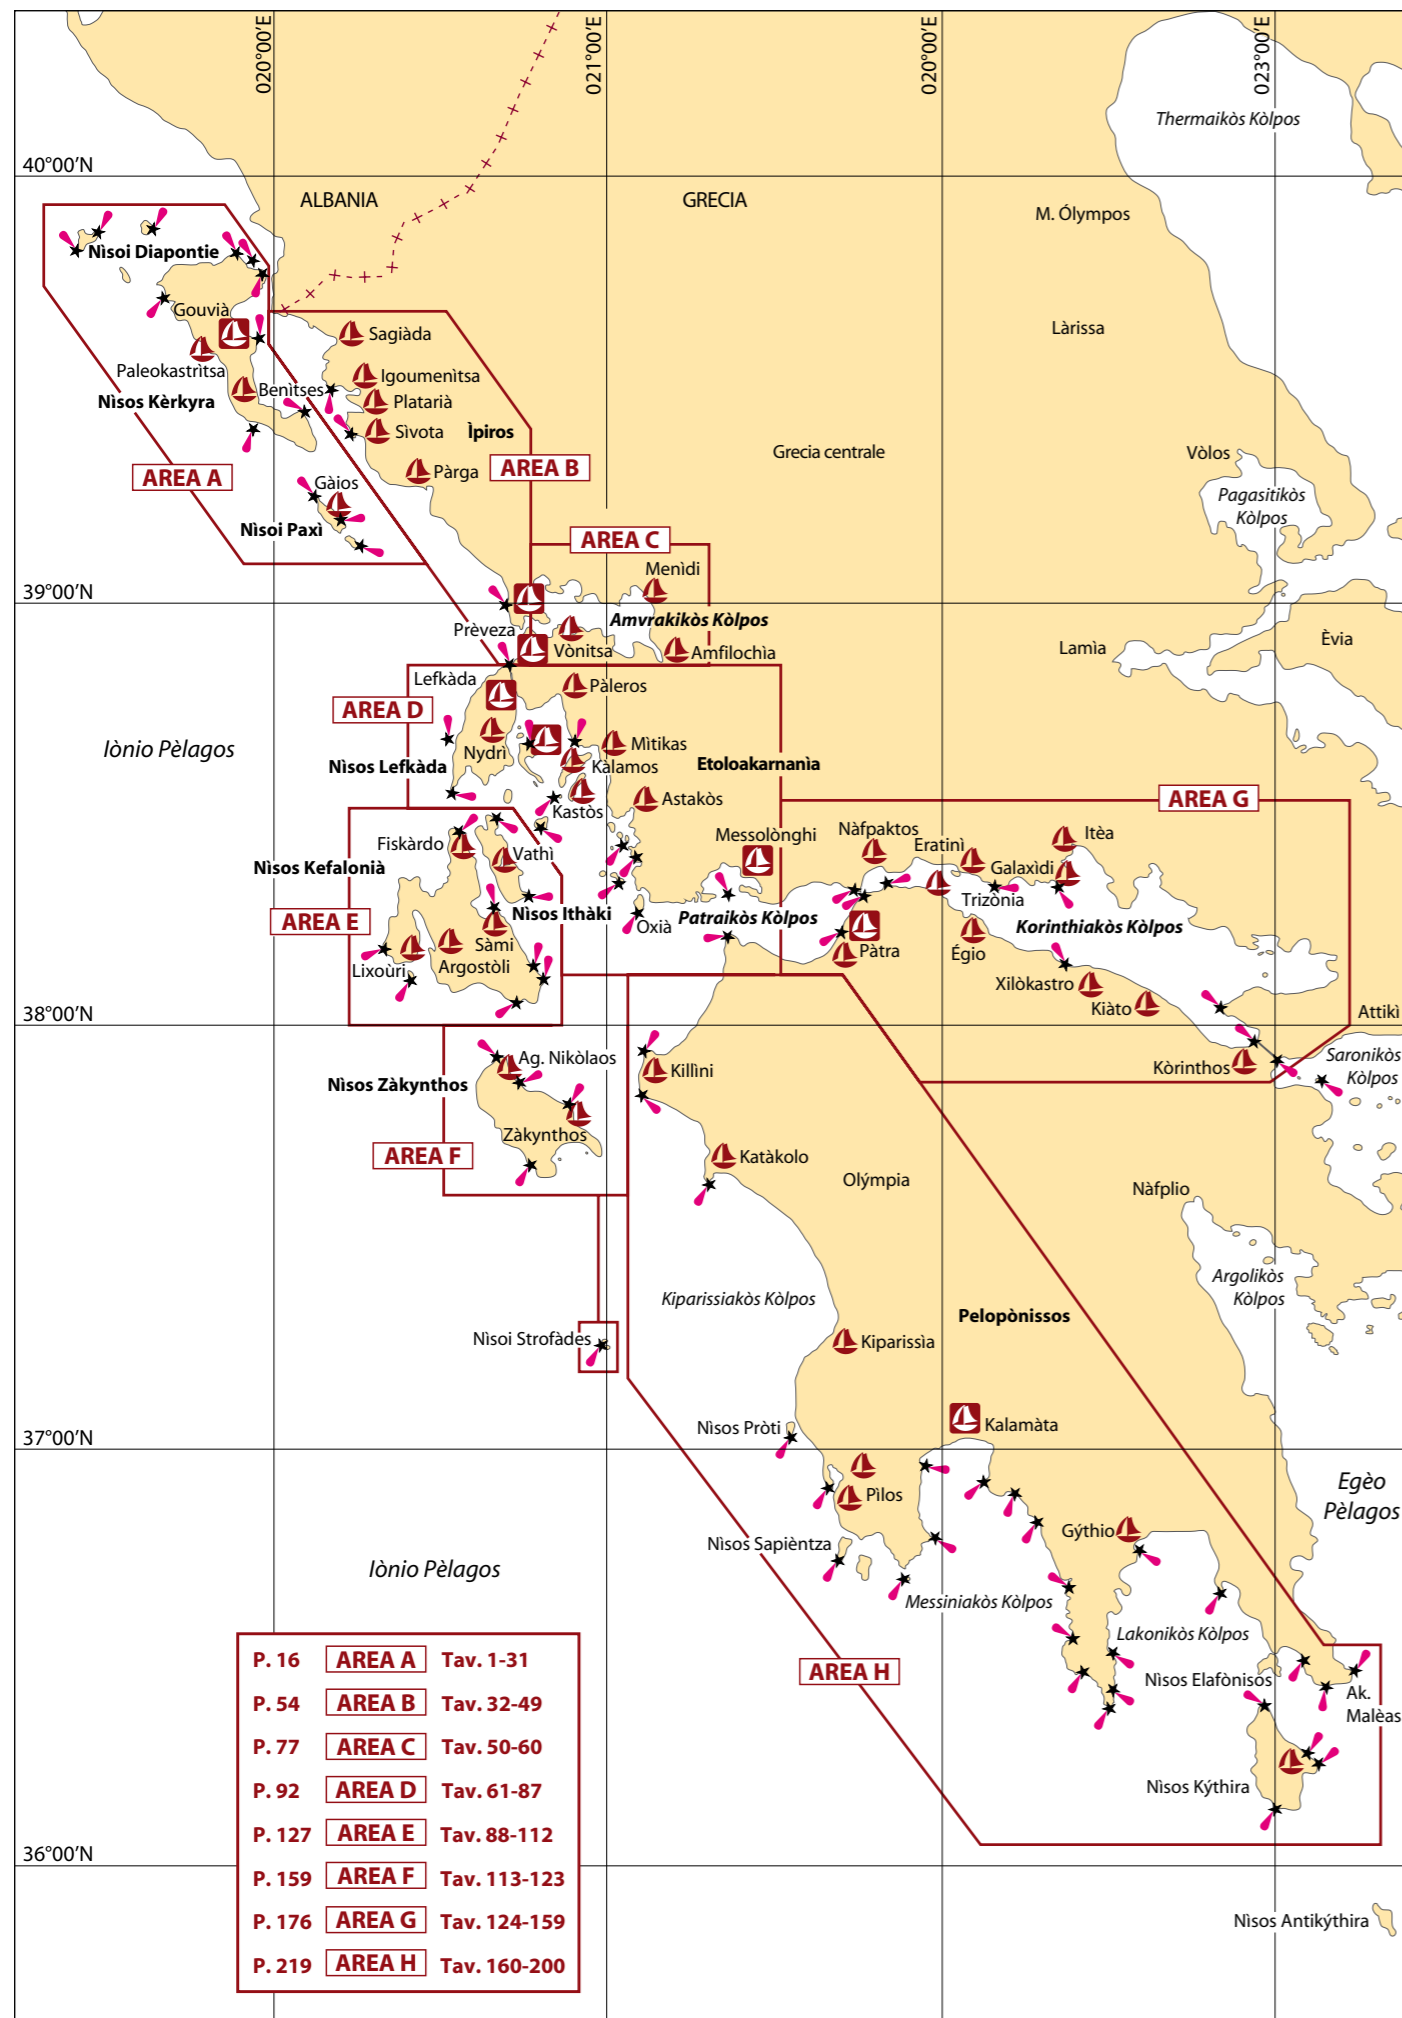 020°00'E
021°00'E
020°00'E
023°00'E
Thermaikòs Kòlpos
40°00'N
ALBANIA
GRECIA
M. Ólympos
Nìsoi Diapontie
Gouvià
Sagiàda
Làrissa
Paleokastrìtsa
Igoumenìtsa
Benìtses
Nìsos Kèrkyra
Platarià
Sìvota
Ìpiros
Grecia centrale
Vòlos
AREA A
AREA B
Pàrga
Gàios
Pagasitikòs
Kòlpos
Nìsoi Paxì
AREA C
Menìdi
39°00'N
Amvrakikòs Kòlpos
Prèveza
Vònitsa
Amfilochìa
Lamìa
Èvia
Lefkàda
Pàleros
AREA D
Iònio Pèlagos
Nydrì
Mìtikas
Nìsos Lefkàda
Kàlamos
Etoloakarnanìa
Kastòs
Astakòs
AREA G
Fiskàrdo
Messolònghi
Nàfpaktos
Eratinì
Itèa
Nìsos Kefalonià
Vathì
Galaxìdi
Trizònia
AREA E
Nìsos Ithàki
Oxià
Patraikòs Kòlpos
Korinthiakòs Kòlpos
Sàmi
Pàtra
Égio
Lixoùri
Argostòli
Xilòkastro
Kiàto
38°00'N
Attikì
Ag. Nikòlaos
Killìni
Kòrinthos
Saronikòs
Kòlpos
Nìsos Zàkynthos
Zàkynthos
AREA F
Katàkolo
Olýmpia
Nàfplio
Argolikòs
Kòlpos
Kiparissiakòs Kòlpos
Pelopònissos
Nìsoi Strofàdes
Kiparissìa
Nìsos Pròti
Kalamàta
37°00'N
Pìlos
Egèo
Pèlagos
Gýthio
Nìsos Sapièntza
Iònio Pèlagos
Messiniakòs Kòlpos
Lakonikòs Kòlpos
AREA H
Nìsos Elafònisos
Ak.
Malèas
Nìsos Kýthira
P. 16 AREA A Tav. 1-31
P. 54 AREA B Tav. 32-49
P. 77 AREA C Tav. 50-60
P. 92 AREA D Tav. 61-87
P. 127 AREA E Tav. 88-112
36°00'N
P. 159 AREA F Tav. 113-123
P. 176 AREA G Tav. 124-159
P. 219 AREA H Tav. 160-200
Nìsos Antikýthira